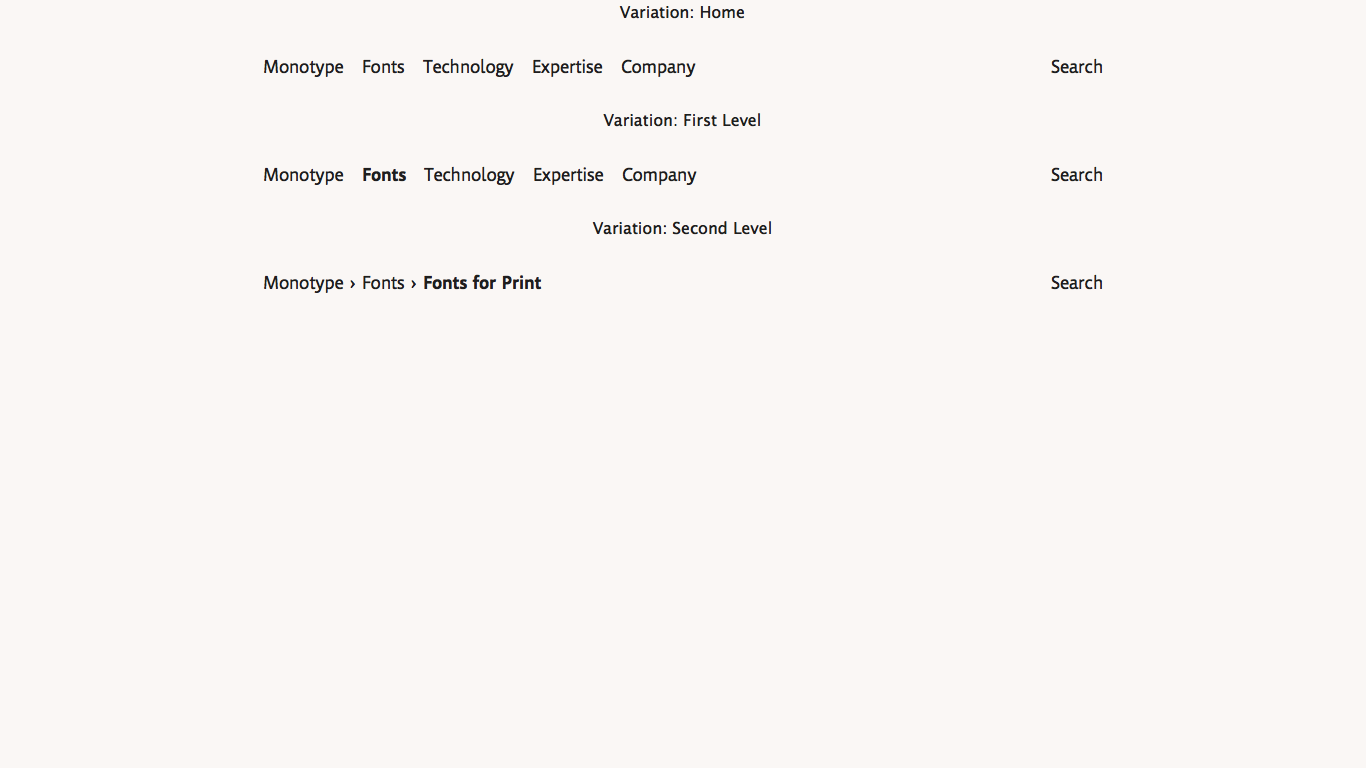 Variation: Home
Monotype Fonts Technology Expertise Company Search
Variation: First Level
Monotype Fonts Technology Expertise Company Search
Variation: Second Level
Monotype › Fonts › Fonts for Print Search